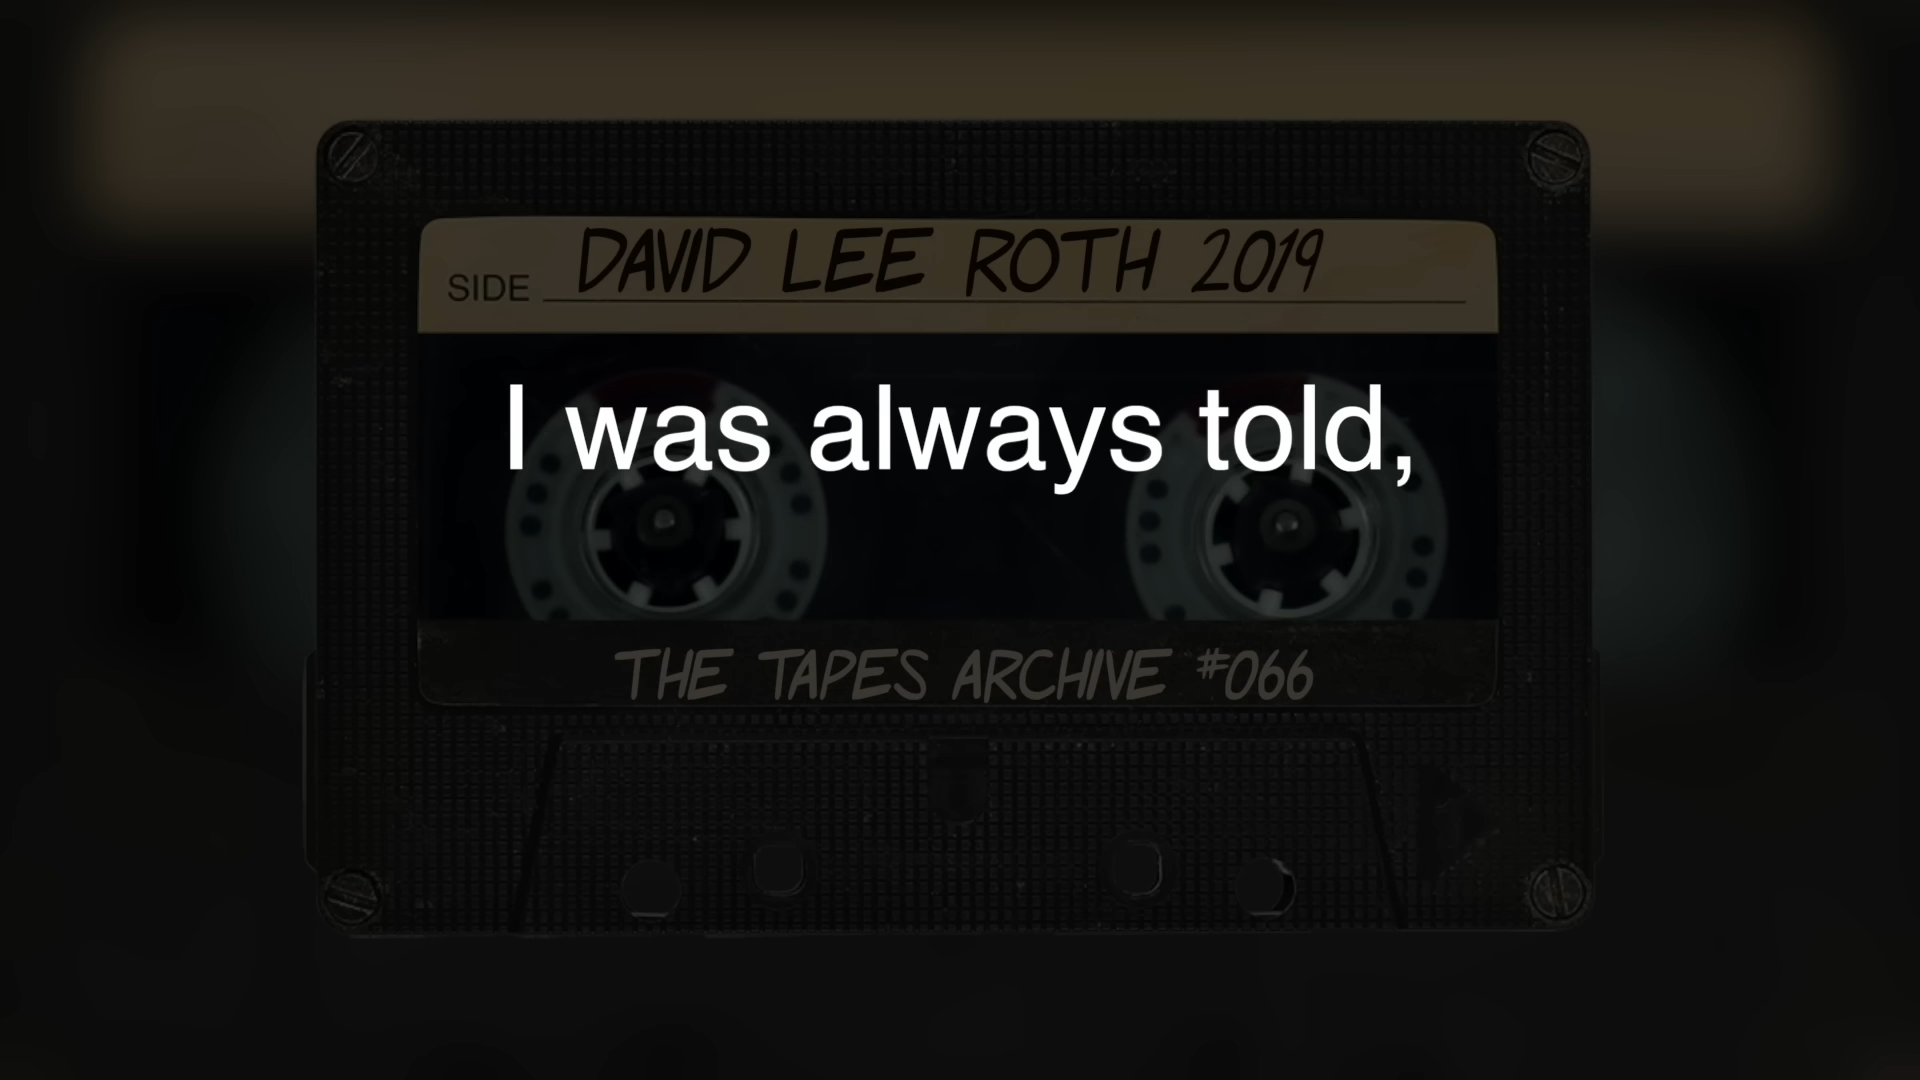 DAVID LEE ROTH 2019
SIDE
I was always told,
THE TAPES ARCHIVE #066